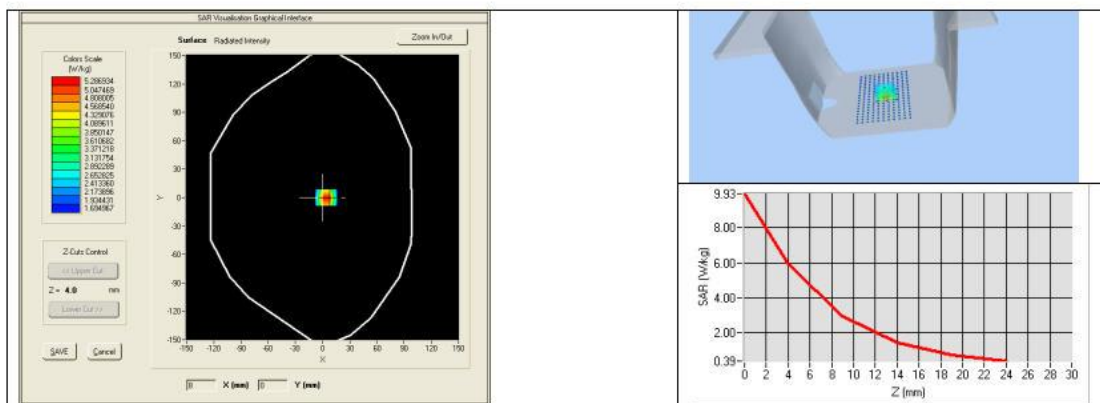 SAR Visualisation Graphical Interface
Surface Radiated Intensity
Zoom In/Out
Colors Scale
(W/kg)
5.286934
5.047469
4.808005
4.568540
4.329076
4.089611
3.850147
3.610682
3.371218
3.131754
2.892289
2.652825
2.413360
2.173896
1.934431
1.694967
Z-Cuts Control
<< Upper Cut
Z = 4.0 mm
Lower Cut >>
SAVE Cancel
150
120
90
60
30
0
-30
-60
-90
-120
-150
Y
-150 -120 -90 -60 -30 0 30 60 90 120 150
X
8 X (mm) 0 Y (mm)
9.93
8.00
6.00
4.00
2.00
0.39
SAR (W/kg)
0 2 4 6 8 10 12 14 16 18 20 22 24 26 28 30
Z (mm)